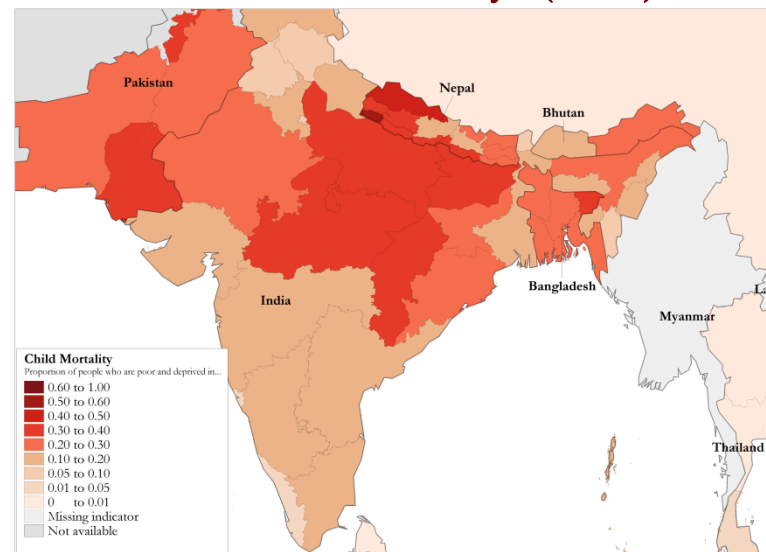 Pakistan
Nepal
Bhutan
India
Bangladesh
Myanmar
Thailand
Child Mortality
Proportion of people who are poor and deprived in...
0.60 to 1.00
0.50 to 0.60
0.40 to 0.50
0.30 to 0.40
0.20 to 0.30
0.10 to 0.20
0.05 to 0.10
0.01 to 0.05
0 to 0.01
Missing indicator
Not available